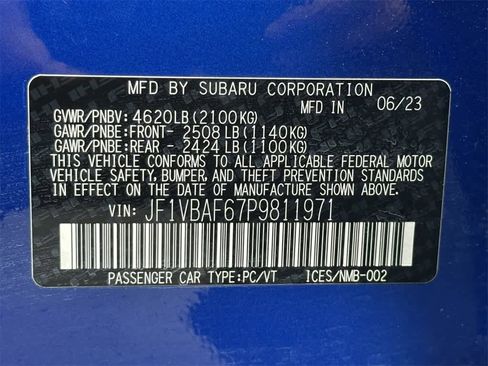 MFD BY SUBARU CORPORATION
MFD IN 06/23
GVWR/PNBV: 4620LB(2100KG)
GAWR/PNBE:FRONT- 2508 LB(1140KG)
GAWR/PNBE:REAR - 2424 LB(1100KG)
THIS VEHICLE CONFORMS TO ALL APPLICABLE FEDERAL MOTOR
VEHICLE SAFETY, BUMPER, AND THEFT PREVENTION STANDARDS
IN EFFECT ON THE DATE OF MANUFACTURE SHOWN ABOVE.
VIN: JF1VBAF67P9811971
PASSENGER CAR TYPE:PC/VT ICES/NMB-002